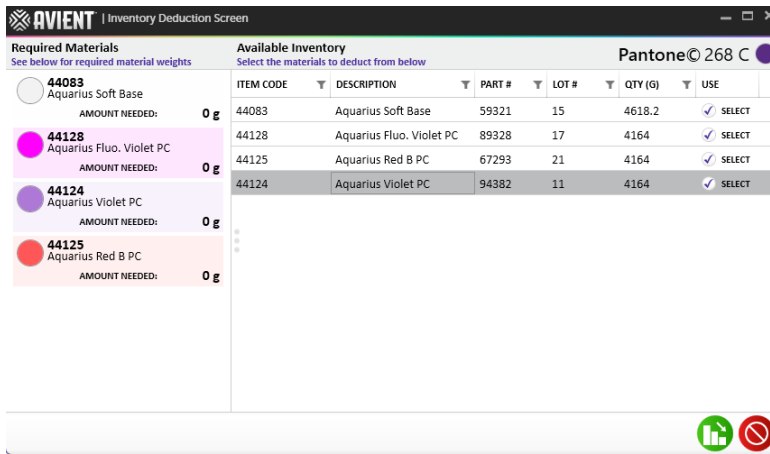 AVIENT | Inventory Deduction Screen
Required Materials
See below for required material weights
44083
Aquarius Soft Base
AMOUNT NEEDED: 0 g
44128
Aquarius Fluo. Violet PC
AMOUNT NEEDED: 0 g
44124
Aquarius Violet PC
AMOUNT NEEDED: 0 g
44125
Aquarius Red B PC
AMOUNT NEEDED: 0 g
Available Inventory
Select the materials to deduct from below
Pantone© 268 C
ITEM CODE DESCRIPTION PART # LOT # QTY (G) USE
44083 Aquarius Soft Base 59321 15 4618.2 SELECT
44128 Aquarius Fluo. Violet PC 89328 17 4164 SELECT
44125 Aquarius Red B PC 67293 21 4164 SELECT
44124 Aquarius Violet PC 94382 11 4164 SELECT